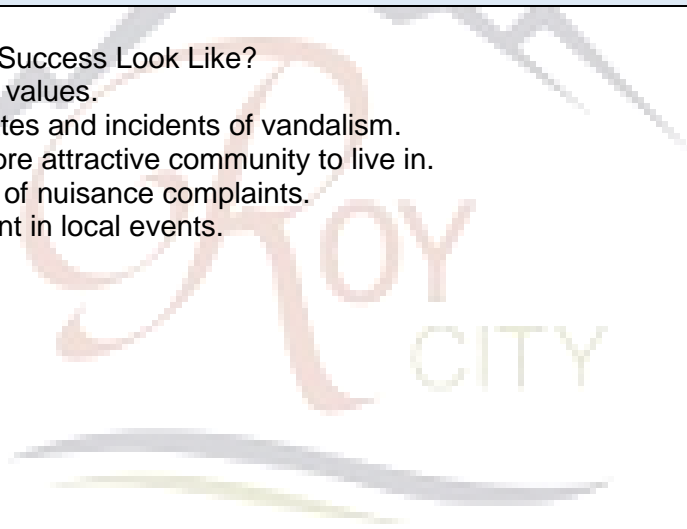 Success Look Like?
values.
tes and incidents of vandalism.
ore attractive community to live in.
of nuisance complaints.
nt in local events.
ROY
CITY